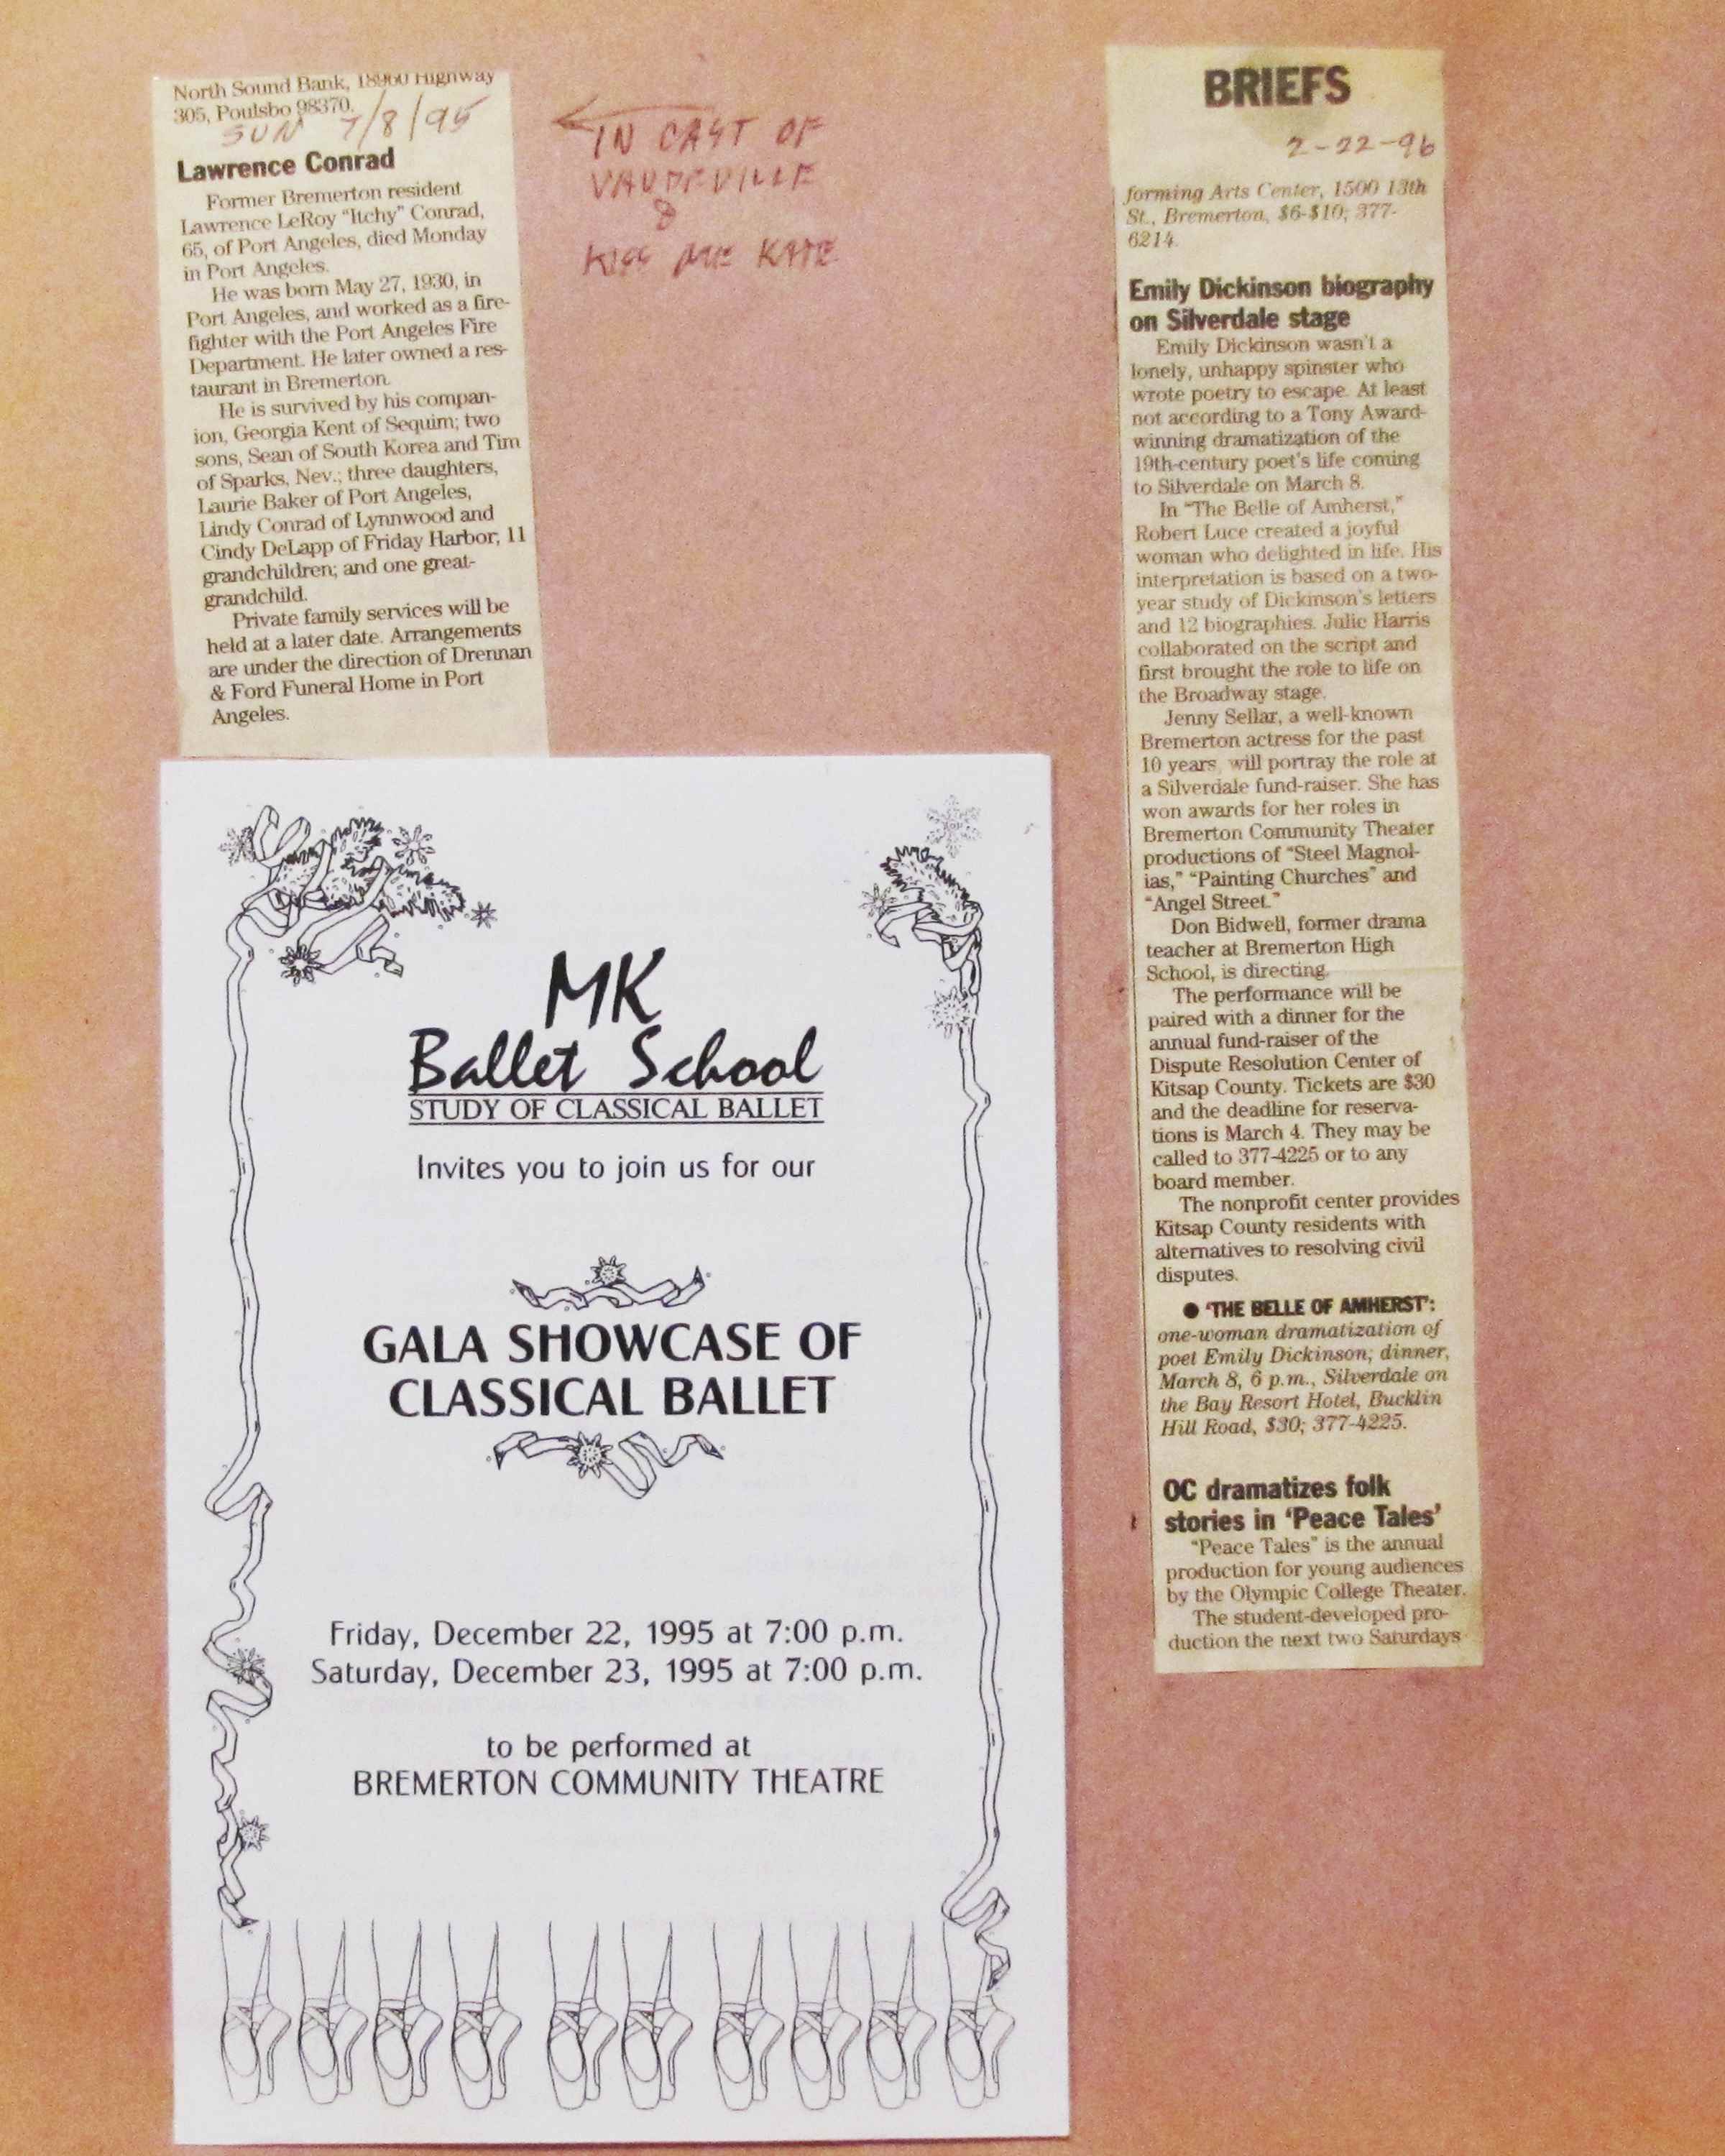 North Sound Bank, 18960 Highway
305, Poulsbo 98370.
SUN 7/8/95
Lawrence Conrad
Former Bremerton resident
Lawrence LeRoy “Itchy” Conrad,
65, of Port Angeles, died Monday
in Port Angeles.
He was born May 27, 1930, in
Port Angeles, and worked as a fire-
fighter with the Port Angeles Fire
Department. He later owned a res-
taurant in Bremerton.
He is survived by his compan-
ion, Georgia Kent of Sequim; two
sons, Sean of South Korea and Tim
of Sparks, Nev.; three daughters,
Laurie Baker of Port Angeles,
Lindy Conrad of Lynnwood and
Cindy DeLapp of Friday Harbor; 11
grandchildren; and one great-
grandchild.
Private family services will be
held at a later date. Arrangements
are under the direction of Drennan
& Ford Funeral Home in Port
Angeles.
IN CAST OF
VAUDEVILLE
&
KISS ME KATE
MK
Ballet School
STUDY OF CLASSICAL BALLET
Invites you to join us for our
GALA SHOWCASE OF
CLASSICAL BALLET
Friday, December 22, 1995 at 7:00 p.m.
Saturday, December 23, 1995 at 7:00 p.m.
to be performed at
BREMERTON COMMUNITY THEATRE
BRIEFS
2-22-96
forming Arts Center, 1500 13th
St., Bremerton, $6-$10; 377-
6214.
Emily Dickinson biography
on Silverdale stage
Emily Dickinson wasn't a
lonely, unhappy spinster who
wrote poetry to escape. At least
not according to a Tony Award-
winning dramatization of the
19th-century poet's life coming
to Silverdale on March 8.
In “The Belle of Amherst,”
Robert Luce created a joyful
woman who delighted in life. His
interpretation is based on a two-
year study of Dickinson's letters
and 12 biographies. Julie Harris
collaborated on the script and
first brought the role to life on
the Broadway stage.
Jenny Sellar, a well-known
Bremerton actress for the past
10 years, will portray the role at
a Silverdale fund-raiser. She has
won awards for her roles in
Bremerton Community Theater
productions of “Steel Magnol-
ias,” “Painting Churches” and
“Angel Street.”
Don Bidwell, former drama
teacher at Bremerton High
School, is directing.
The performance will be
paired with a dinner for the
annual fund-raiser of the
Dispute Resolution Center of
Kitsap County. Tickets are $30
and the deadline for reserva-
tions is March 4. They may be
called to 377-4225 or to any
board member.
The nonprofit center provides
Kitsap County residents with
alternatives to resolving civil
disputes.
● ‘THE BELLE OF AMHERST’:
one-woman dramatization of
poet Emily Dickinson; dinner,
March 8, 6 p.m., Silverdale on
the Bay Resort Hotel, Bucklin
Hill Road, $30; 377-4225.
OC dramatizes folk
stories in ‘Peace Tales’
“Peace Tales” is the annual
production for young audiences
by the Olympic College Theater.
The student-developed pro-
duction the next two Saturdays